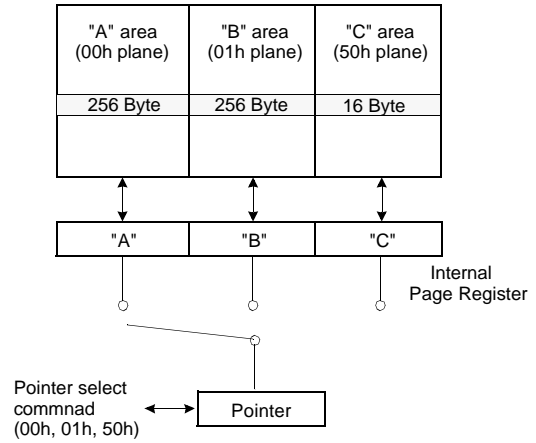 "A" area "B" area "C" area
(00h plane) (01h plane) (50h plane)
256 Byte 256 Byte 16 Byte
"A" "B" "C"
Internal
Page Register
Pointer select
commnad
(00h, 01h, 50h)
Pointer